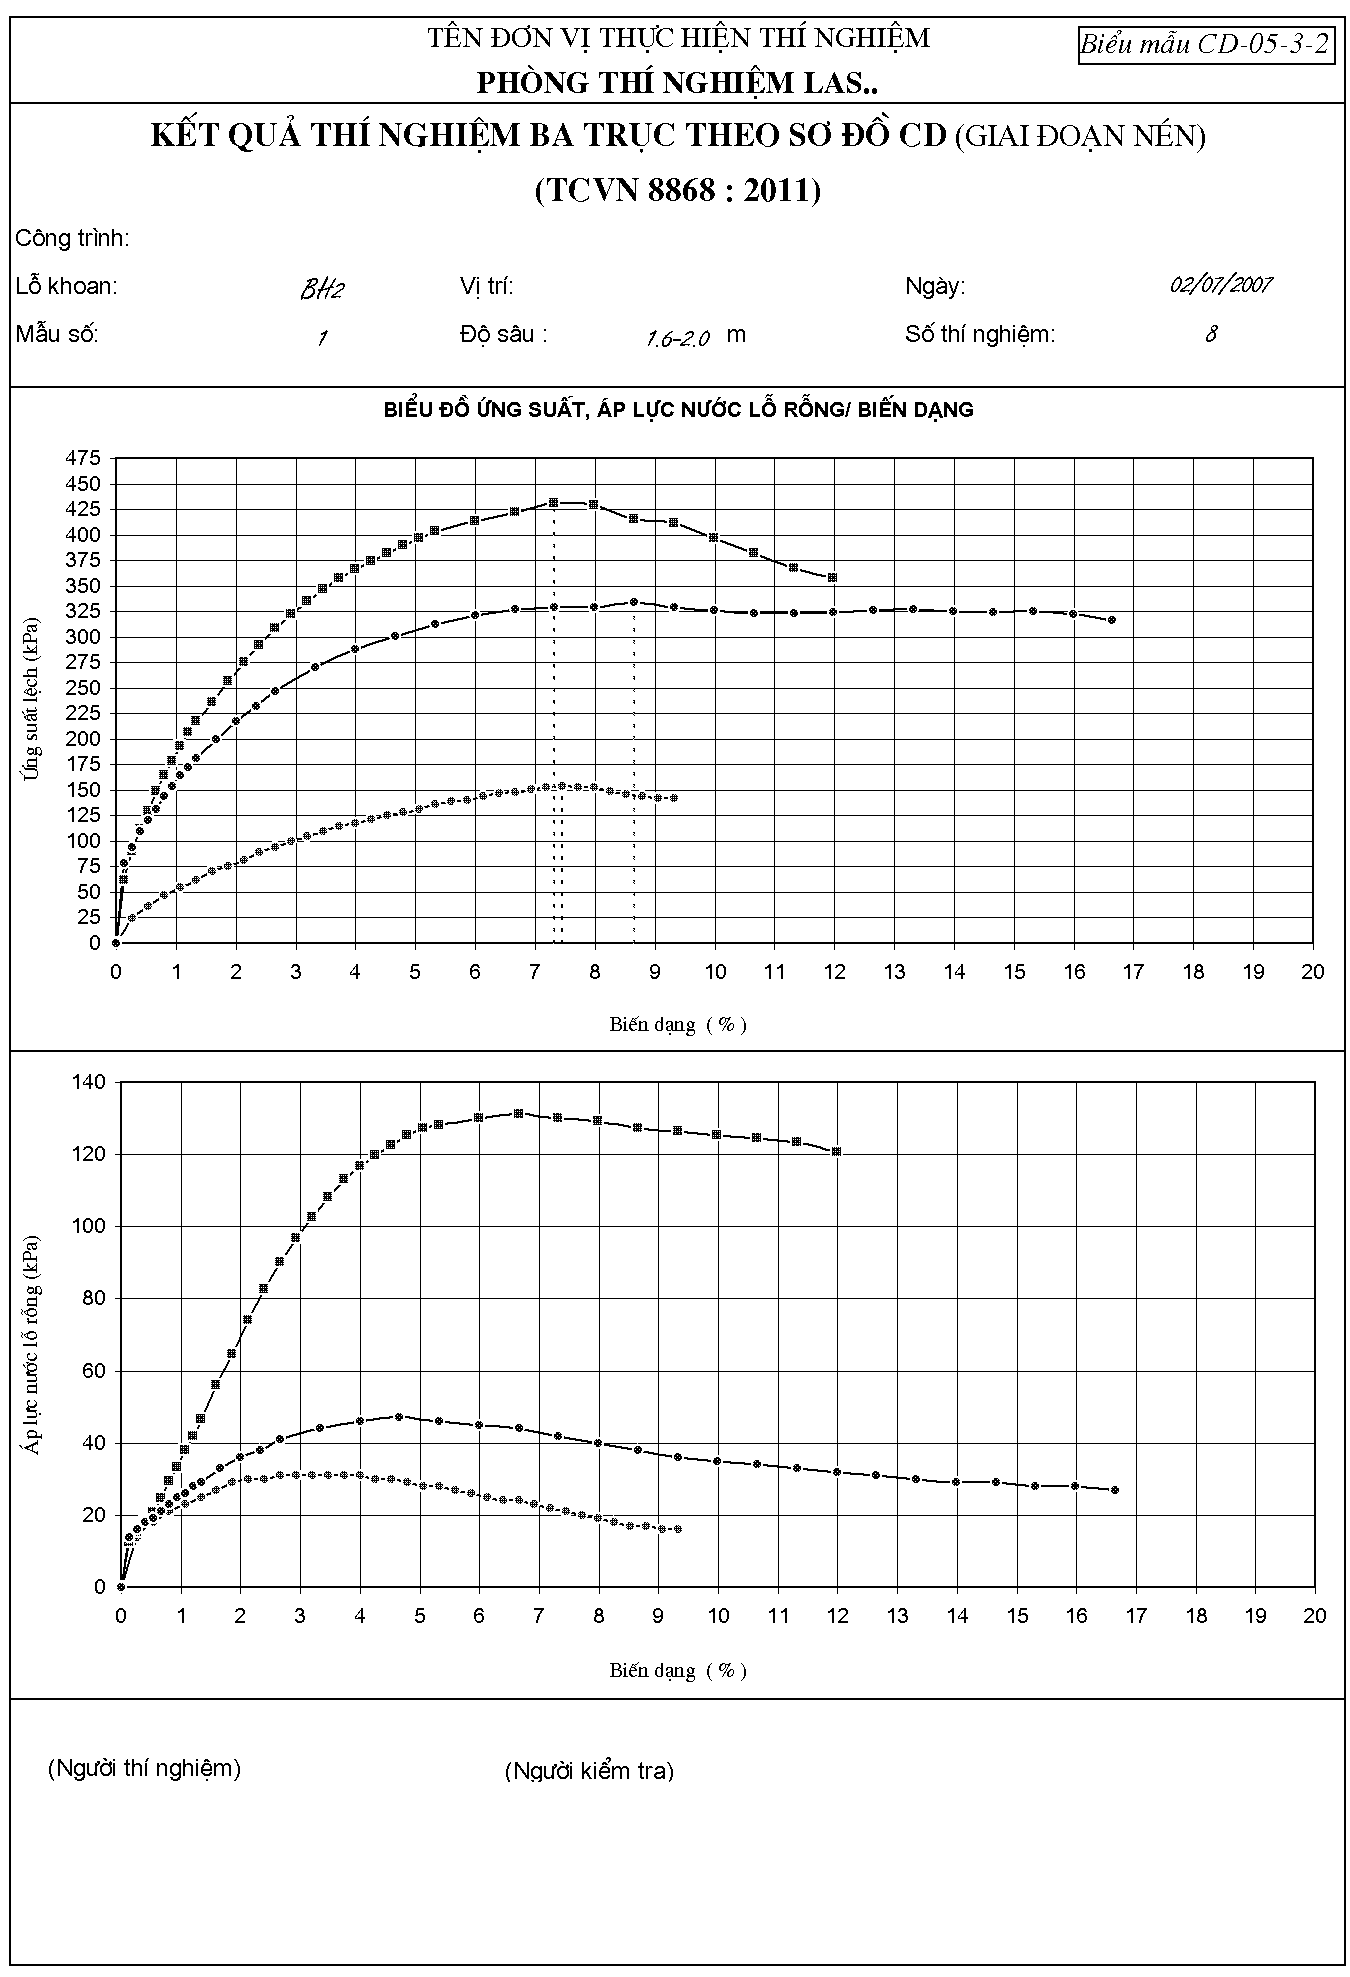 TÊN ĐƠN VỊ THỰC HIỆN THÍ NGHIỆM
Biểu mẫu CD-05-3-2
PHÒNG THÍ NGHIỆM LAS..
KẾT QUẢ THÍ NGHIỆM BA TRỤC THEO SƠ ĐỒ CD (GIAI ĐOẠN NÉN)
(TCVN 8868 : 2011)
Công trình:
Lỗ khoan: BH2 Vị trí: Ngày: 02/07/2007
Mẫu số: 1 Độ sâu : 1.6-2.0 m Số thí nghiệm: 8
BIỂU ĐỒ ỨNG SUẤT, ÁP LỰC NƯỚC LỖ RỖNG/ BIẾN DẠNG
Ứng suất lệch (kPa)
475
450
425
400
375
350
325
300
275
250
225
200
175
150
125
100
75
50
25
0
0 1 2 3 4 5 6 7 8 9 10 11 12 13 14 15 16 17 18 19 20
Biến dạng ( % )
Áp lực nước lỗ rỗng (kPa)
140
120
100
80
60
40
20
0
0 1 2 3 4 5 6 7 8 9 10 11 12 13 14 15 16 17 18 19 20
Biến dạng ( % )
(Người thí nghiệm) (Người kiểm tra)